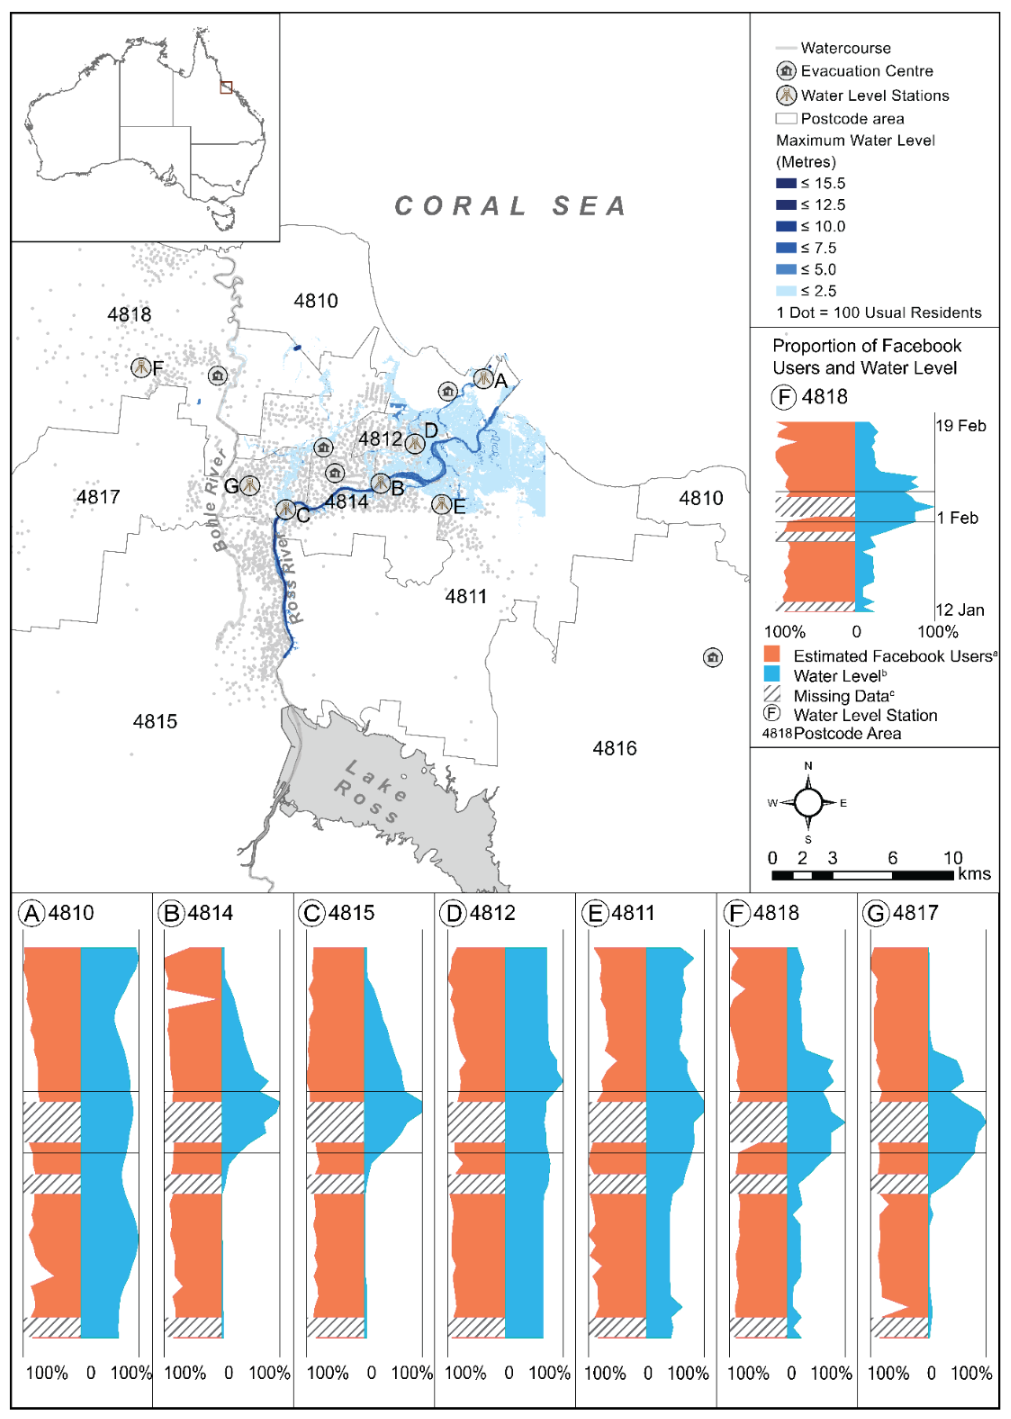 CORAL SEA
4818
4810
F
A
4812
D
G
B
4817
4814
C
E
4810
Bohle River
Ross River
4811
4815
4816
Lake
Ross
Watercourse
Evacuation Centre
Water Level Stations
Postcode area
Maximum Water Level
(Metres)
≤ 15.5
≤ 12.5
≤ 10.0
≤ 7.5
≤ 5.0
≤ 2.5
1 Dot = 100 Usual Residents
Proportion of Facebook
Users and Water Level
F 4818
19 Feb
1 Feb
12 Jan
100% 0 100%
Estimated Facebook Usersᵃ
Water Levelᵇ
Missing Dataᶜ
F Water Level Station
4818 Postcode Area
N
W E
S
0 2 3 6 10
kms
A 4810
B 4814
C 4815
D 4812
E 4811
F 4818
G 4817
100% 0 100%
100% 0 100%
100% 0 100%
100% 0 100%
100% 0 100%
100% 0 100%
100% 0 100%